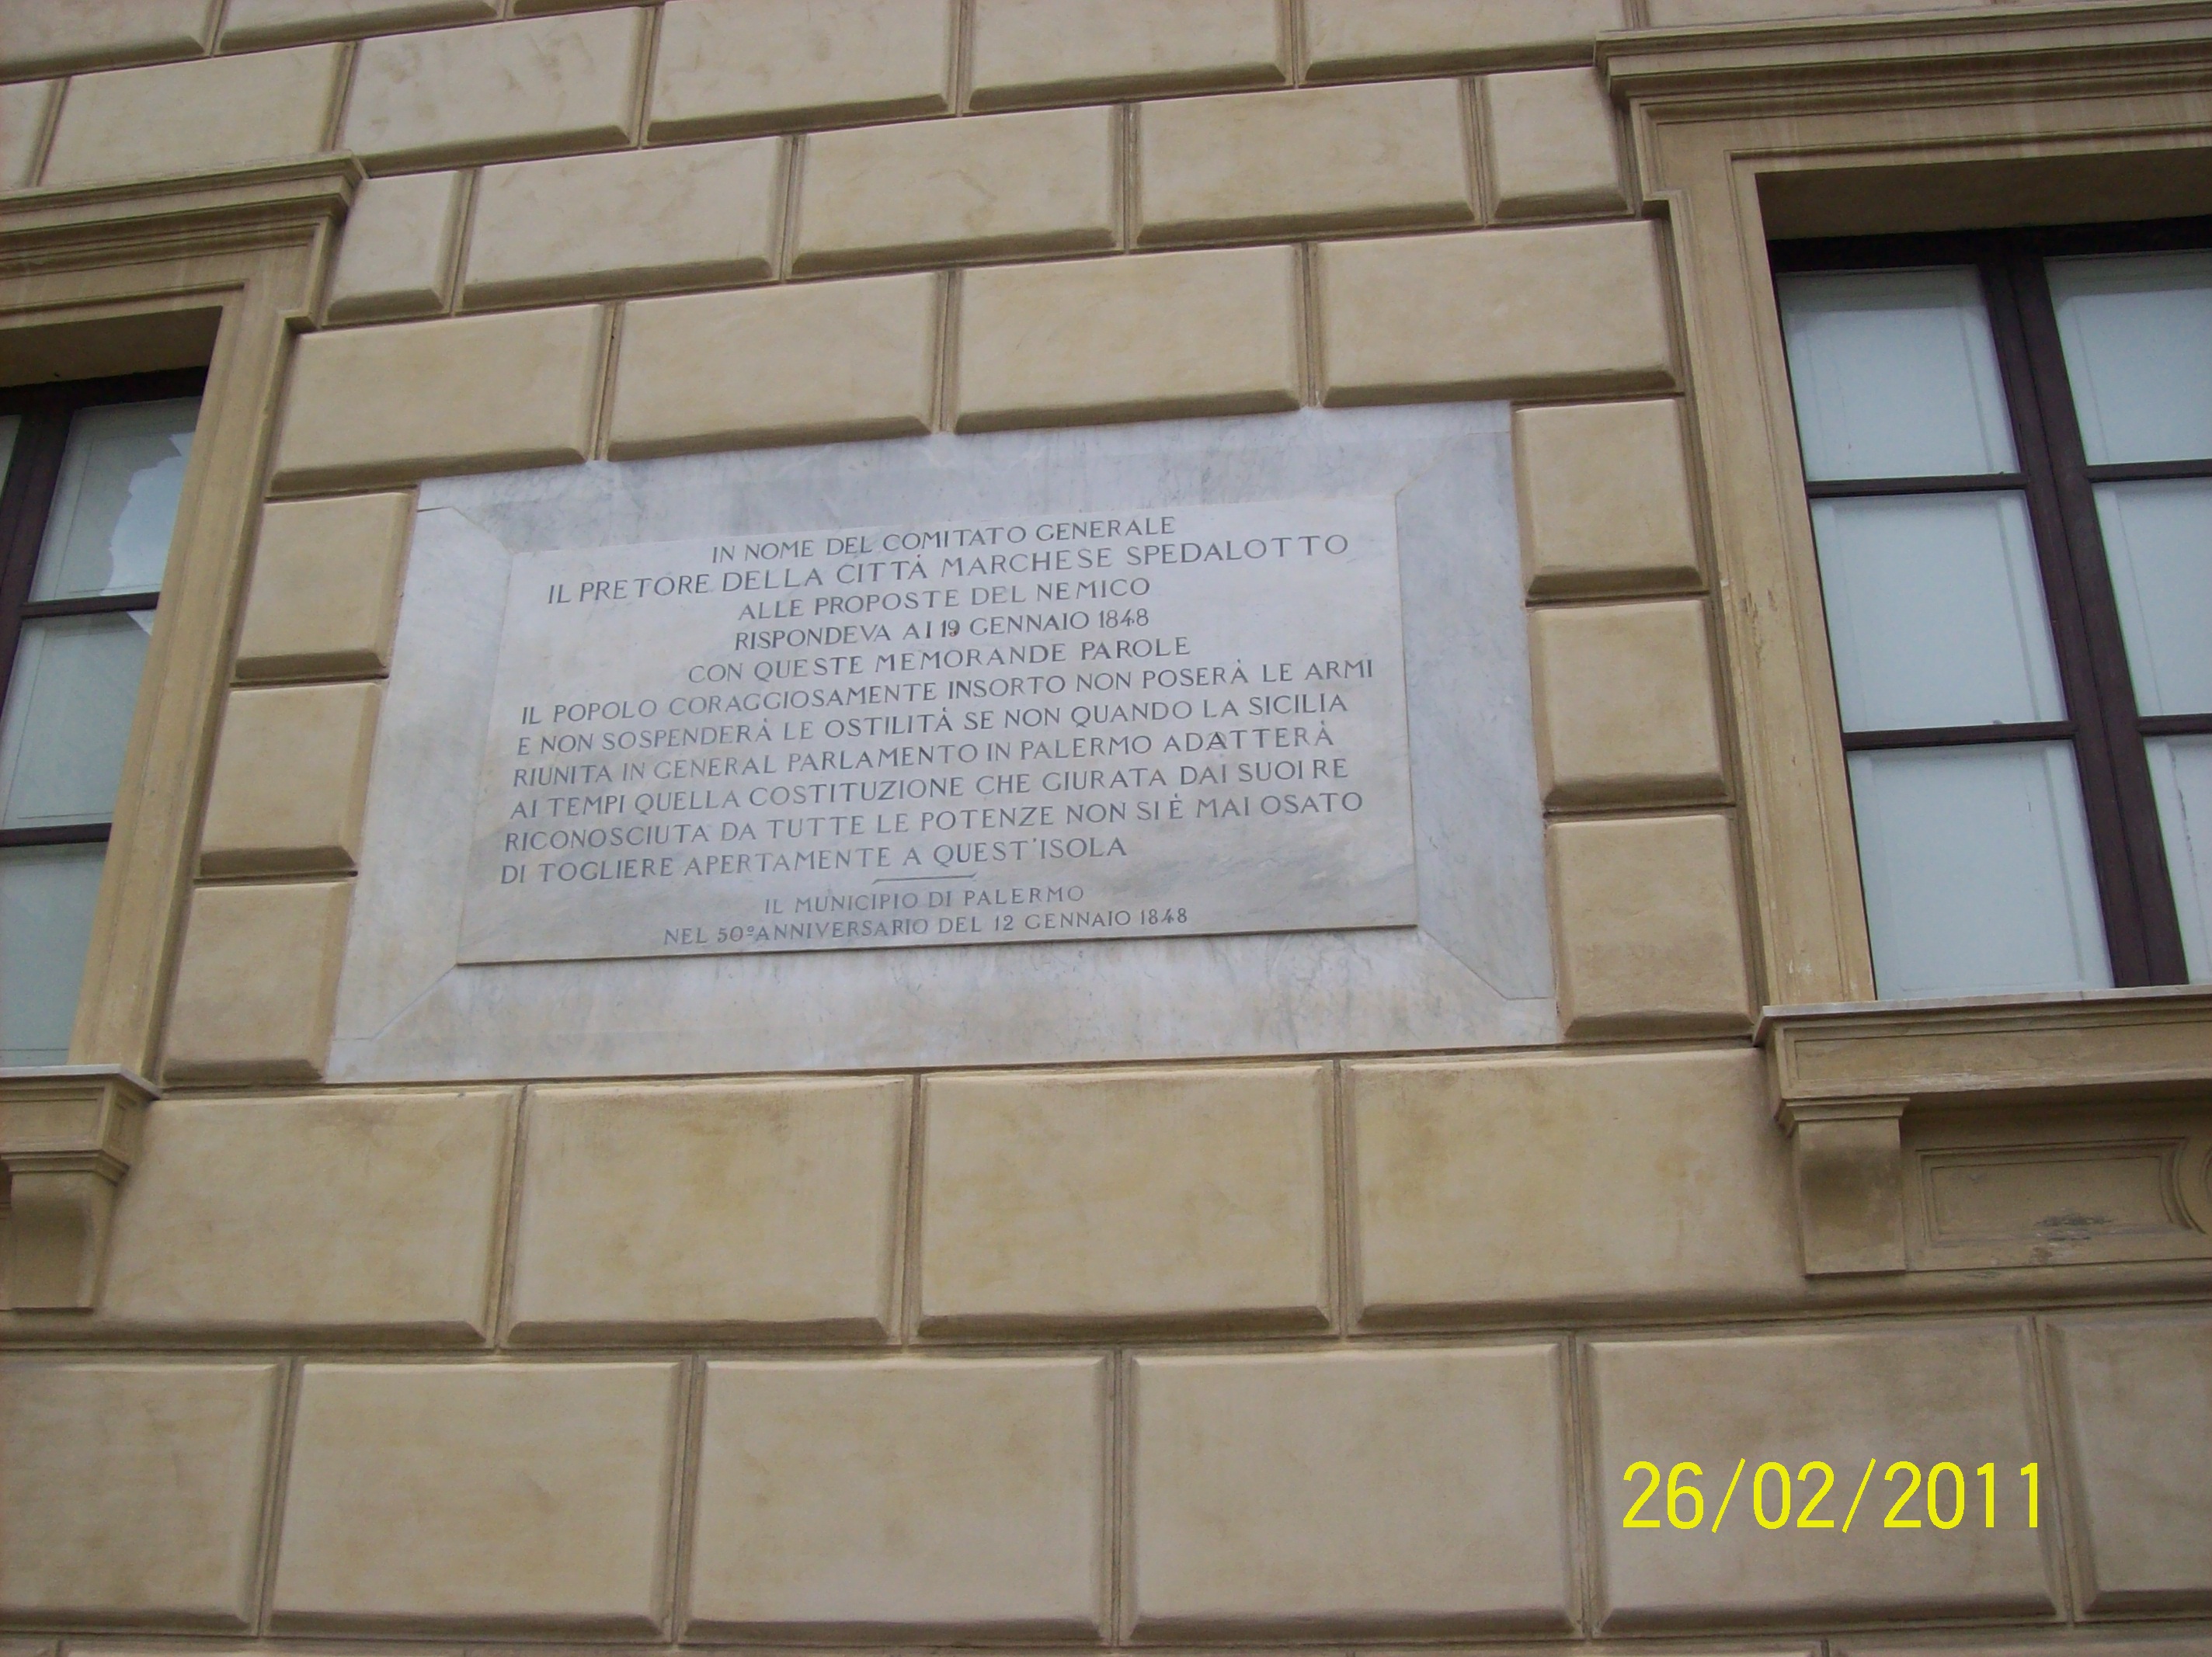 IN NOME DEL COMITATO GENERALE
IL PRETORE DELLA CITTÀ MARCHESE SPEDALOTTO
ALLE PROPOSTE DEL NEMICO
RISPONDEVA AI 19 GENNAIO 1848
CON QUESTE MEMORANDE PAROLE
IL POPOLO CORAGGIOSAMENTE INSORTO NON POSERÀ LE ARMI
E NON SOSPENDERÀ LE OSTILITÀ SE NON QUANDO LA SICILIA
RIUNITA IN GENERAL PARLAMENTO IN PALERMO ADATTERÀ
AI TEMPI QUELLA COSTITUZIONE CHE GIURATA DAI SUOI RE
RICONOSCIUTA DA TUTTE LE POTENZE NON SI È MAI OSATO
DI TOGLIERE APERTAMENTE A QUEST'ISOLA
IL MUNICIPIO DI PALERMO
NEL 50º ANNIVERSARIO DEL 12 GENNAIO 1848
26/02/2011